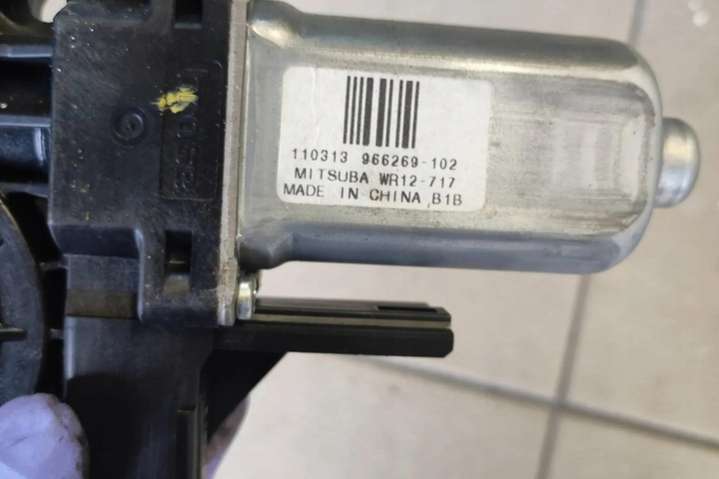 110313 966269-102
MITSUBA WR12-717
MADE IN CHINA ,B1B